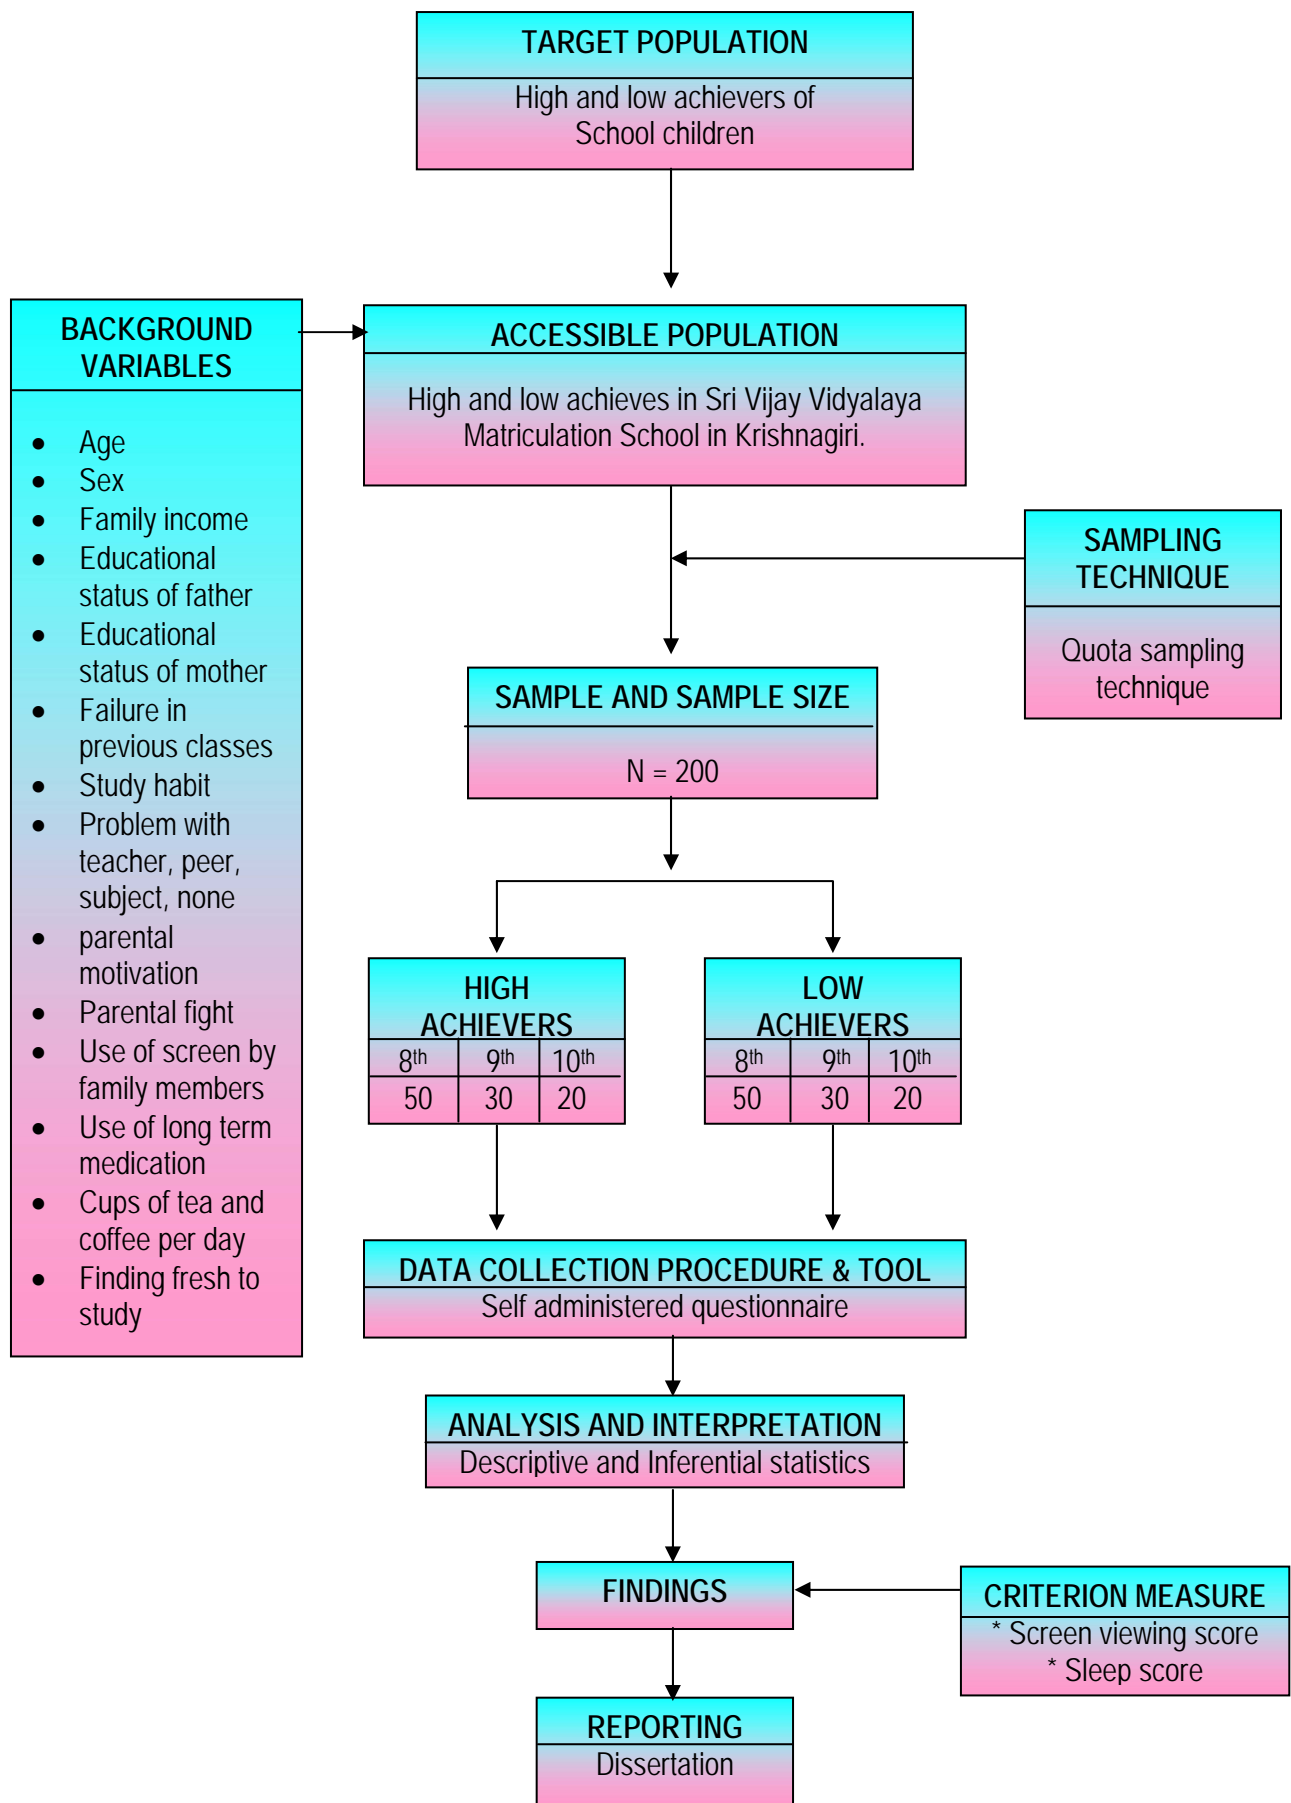 TARGET POPULATION
High and low achievers of
School children
BACKGROUND
VARIABLES
• Age
• Sex
• Family income
• Educational
status of father
• Educational
status of mother
• Failure in
previous classes
• Study habit
• Problem with
teacher, peer,
subject, none
• parental
motivation
• Parental fight
• Use of screen by
family members
• Use of long term
medication
• Cups of tea and
coffee per day
• Finding fresh to
study
ACCESSIBLE POPULATION
High and low achieves in Sri Vijay Vidyalaya
Matriculation School in Krishnagiri.
SAMPLING
TECHNIQUE
Quota sampling
technique
SAMPLE AND SAMPLE SIZE
N = 200
HIGH
ACHIEVERS
8th 9th 10th
50 30 20
LOW
ACHIEVERS
8th 9th 10th
50 30 20
DATA COLLECTION PROCEDURE & TOOL
Self administered questionnaire
ANALYSIS AND INTERPRETATION
Descriptive and Inferential statistics
FINDINGS
CRITERION MEASURE
* Screen viewing score
* Sleep score
REPORTING
Dissertation